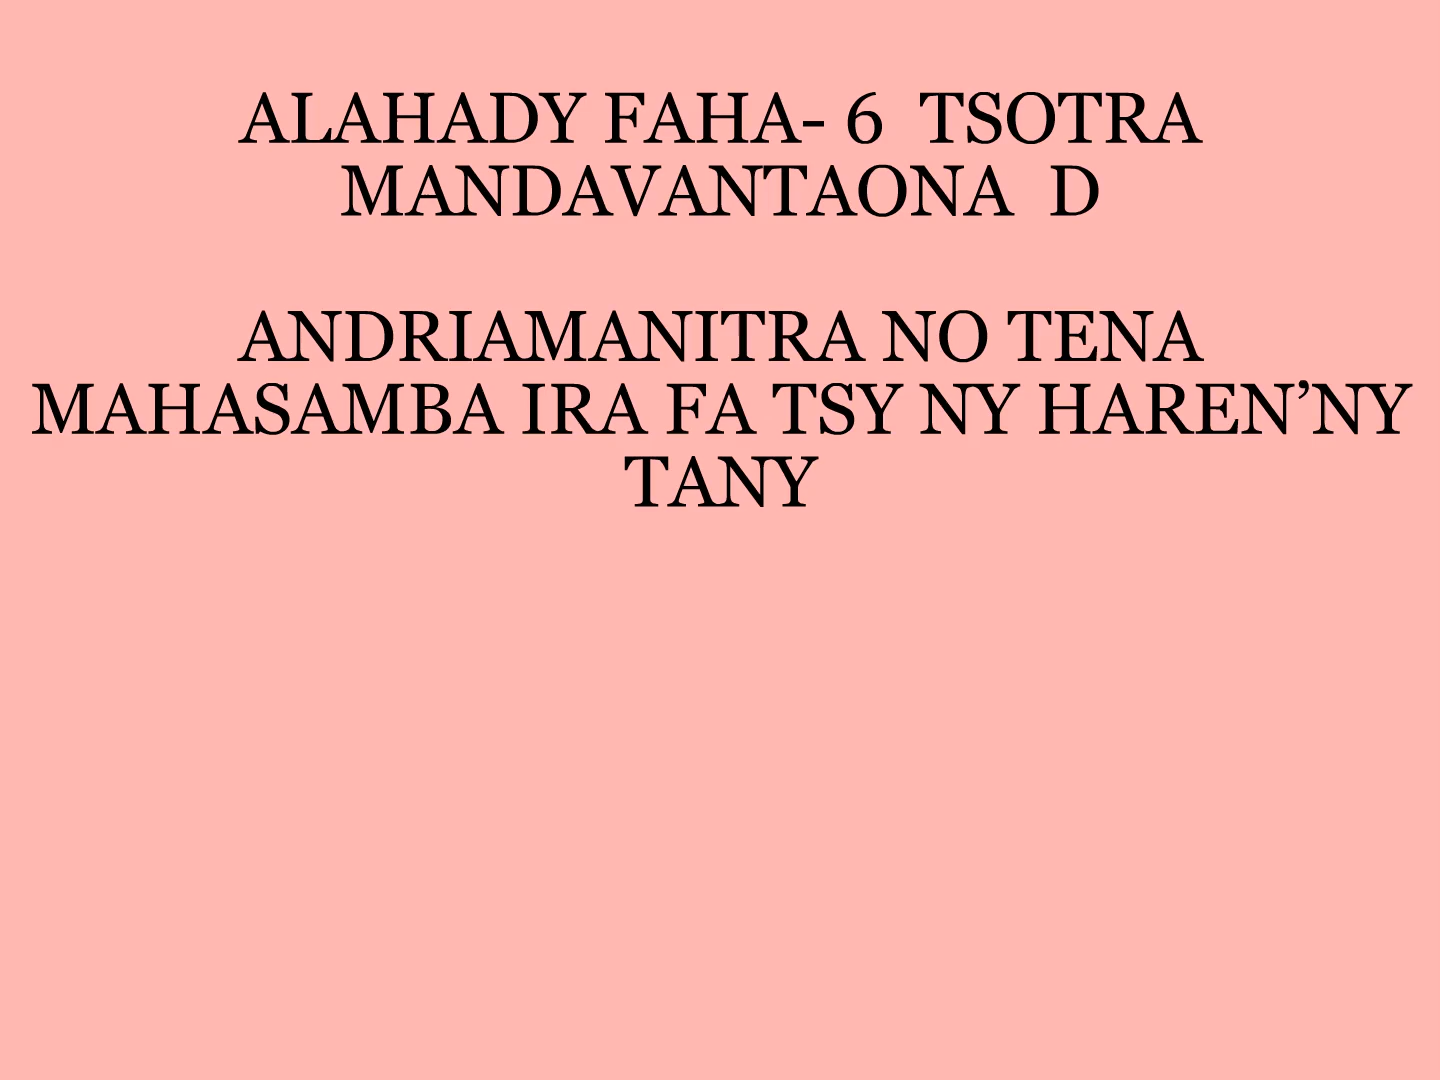 ALAHADY FAHA- 6  TSOTRA
MANDAVANTAONA  D
ANDRIAMANITRA NO TENA
MAHASAMBA IRA FA TSY NY HAREN’NY
TANY